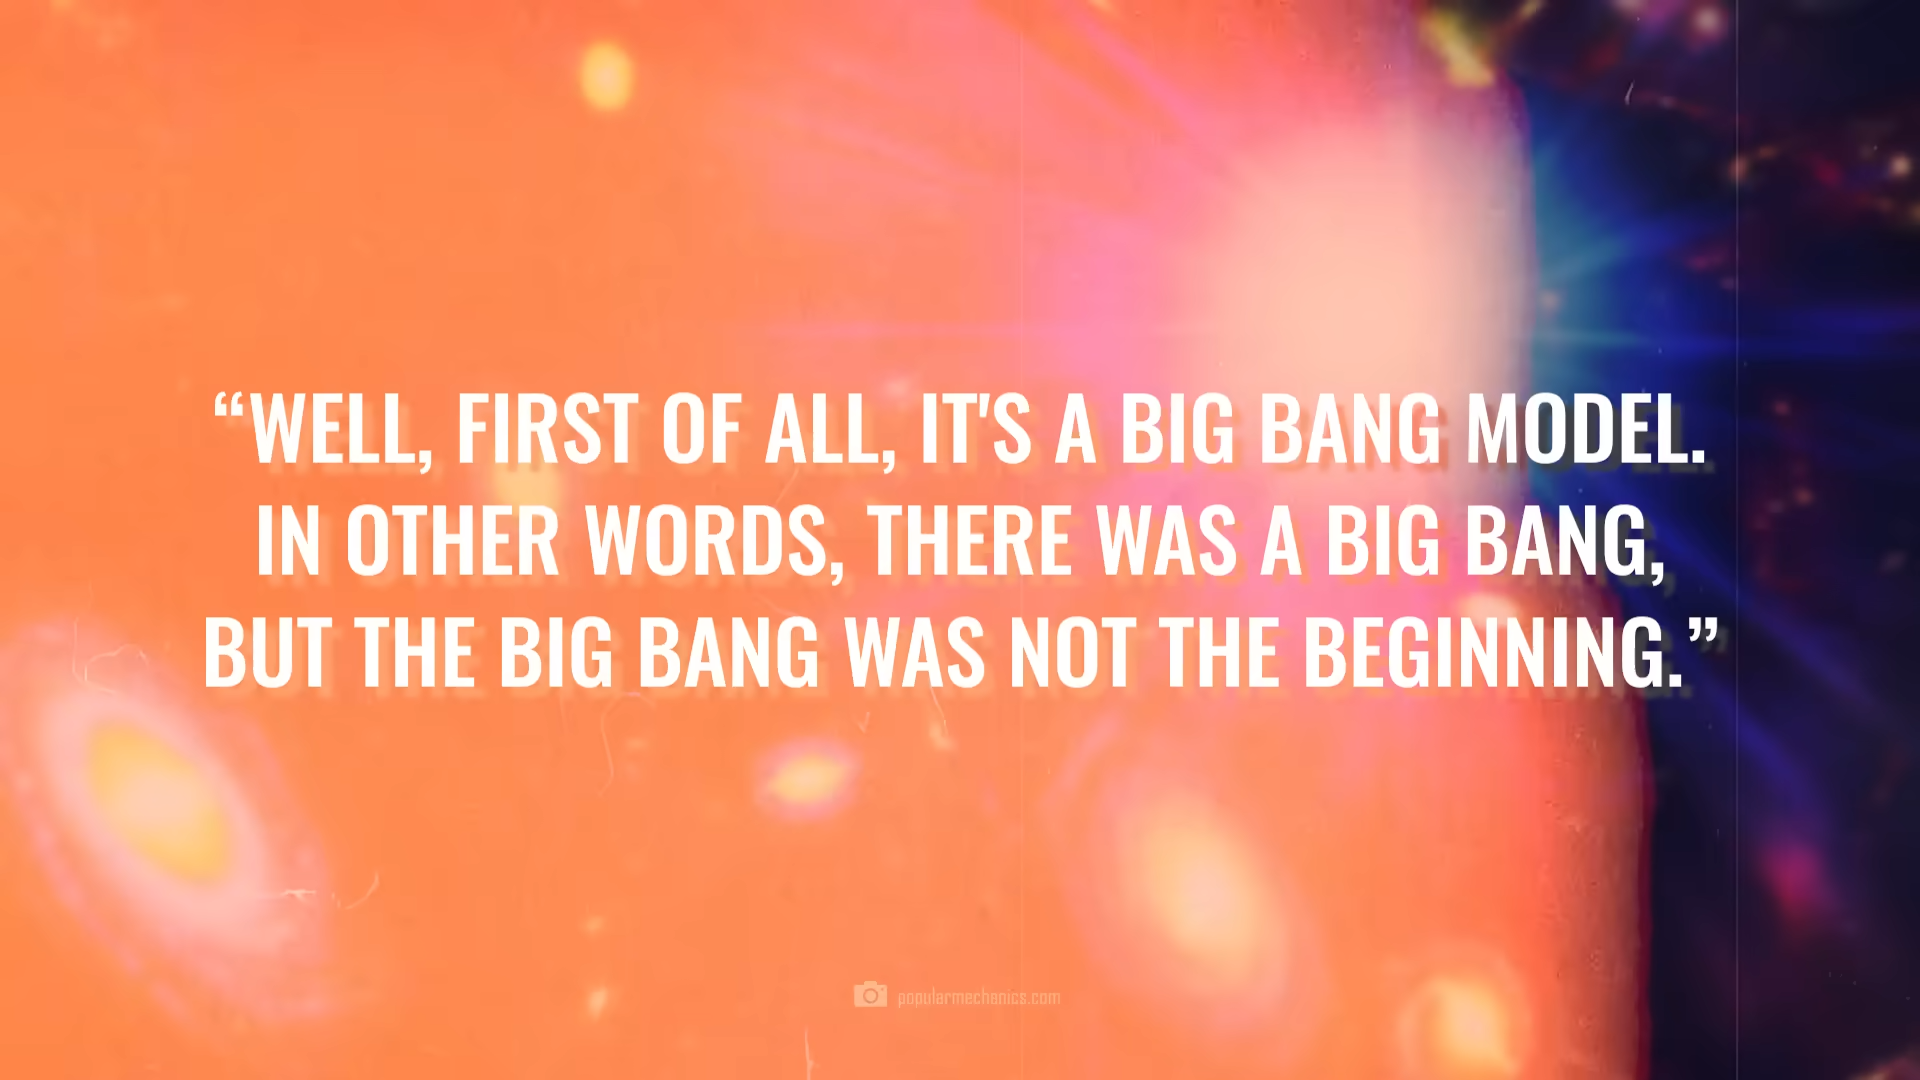 “WELL, FIRST OF ALL, IT'S A BIG BANG MODEL.
IN OTHER WORDS, THERE WAS A BIG BANG,
BUT THE BIG BANG WAS NOT THE BEGINNING.”
popularmechanics.com